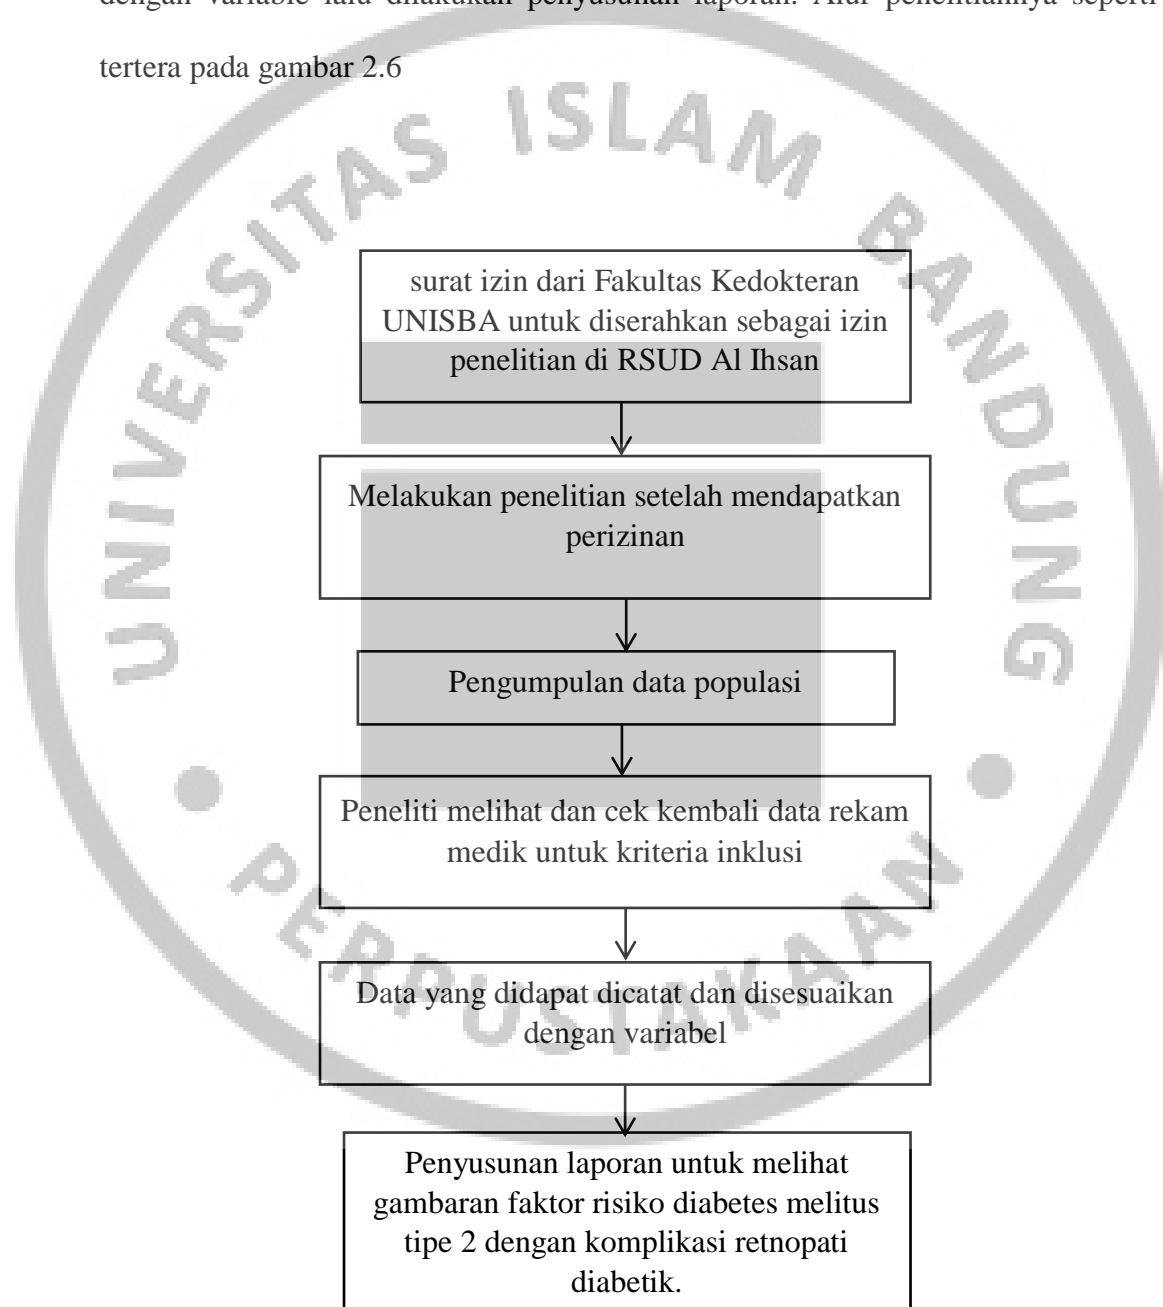 dengan variable lalu dilakukan penyusunan laporan. Alur penelitiannya seperti
tertera pada gambar 2.6
UNIVERSITAS ISLAM BANDUNG
surat izin dari Fakultas Kedokteran
UNISBA untuk diserahkan sebagai izin
penelitian di RSUD Al Ihsan
Melakukan penelitian setelah mendapatkan
perizinan
Pengumpulan data populasi
Peneliti melihat dan cek kembali data rekam
medik untuk kriteria inklusi
Data yang didapat dicatat dan disesuaikan
dengan variabel
Penyusunan laporan untuk melihat
gambaran faktor risiko diabetes melitus
tipe 2 dengan komplikasi retnopati
diabetik.
PERPUSTAKAAN